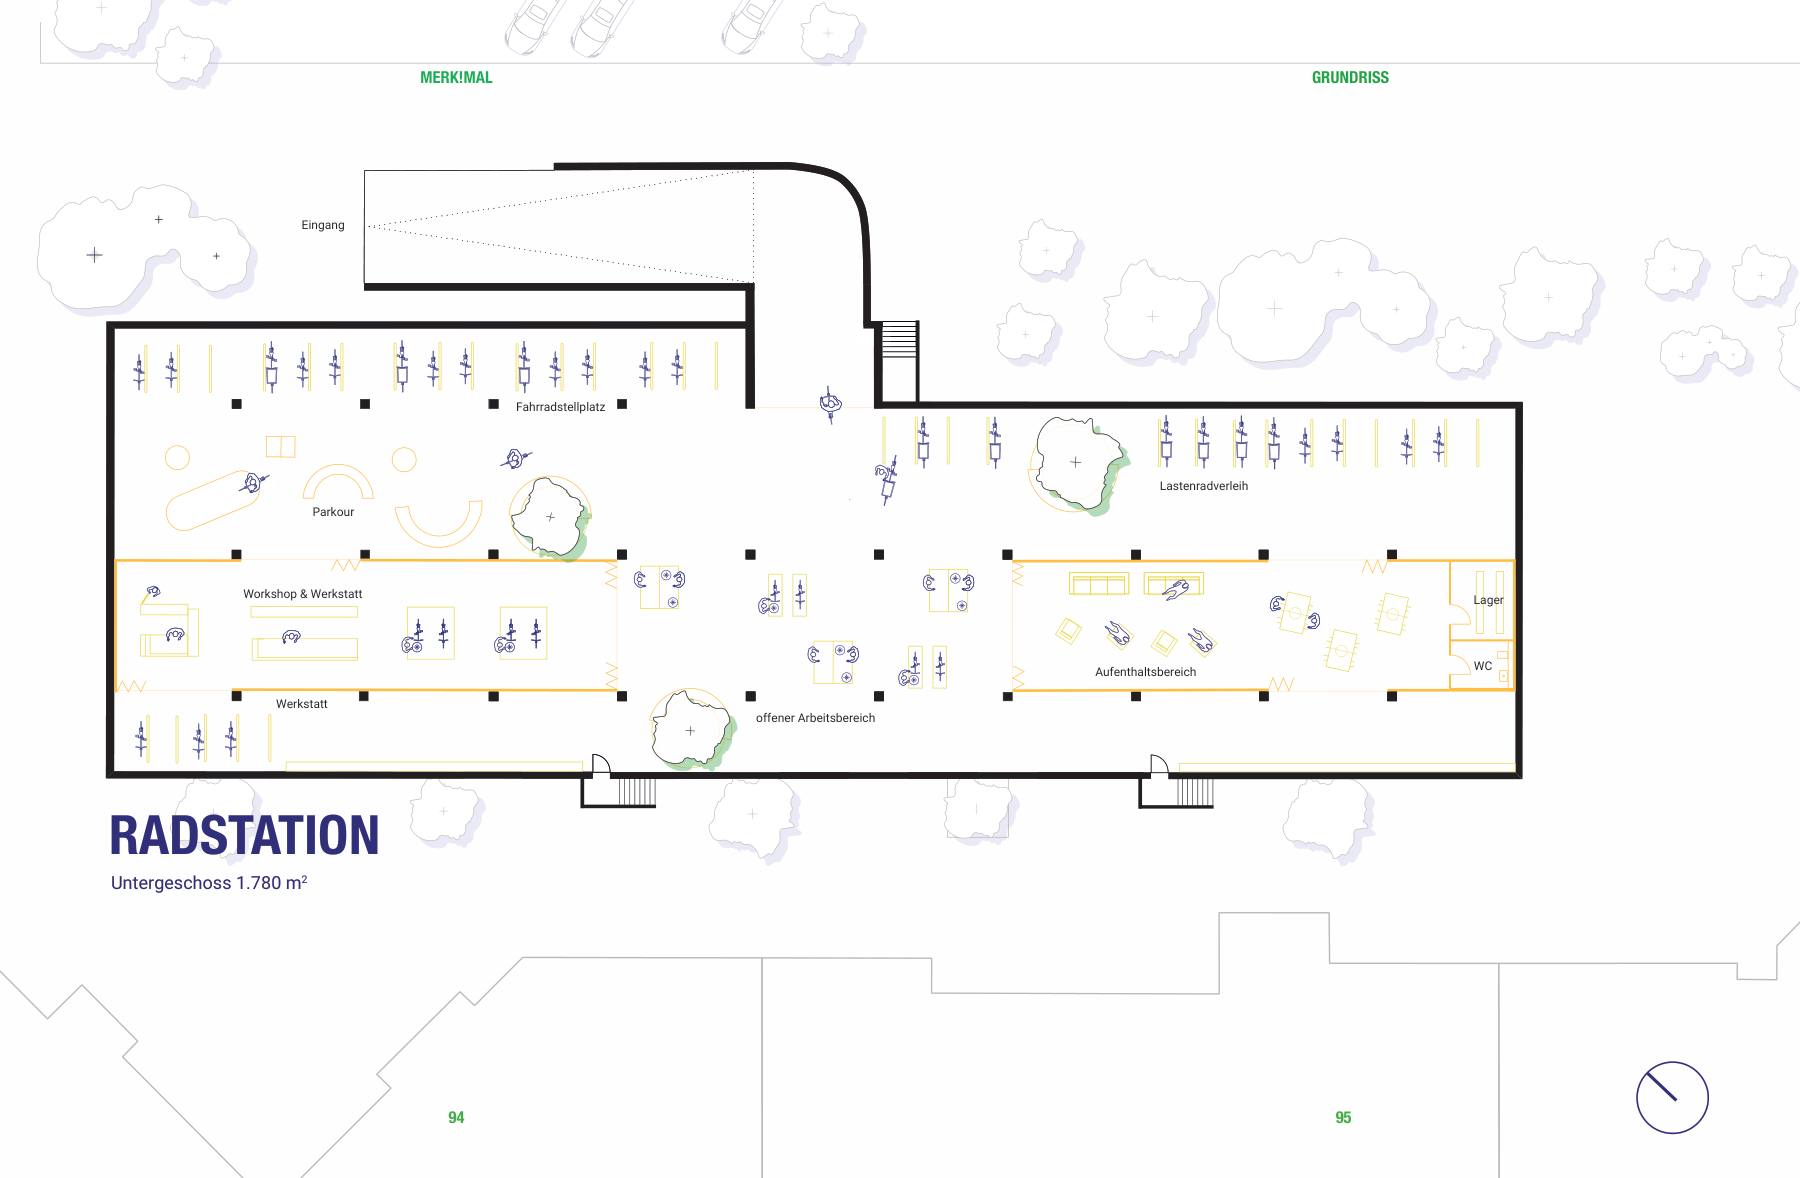 MERK!MAL
GRUNDRISS
Eingang
Fahrradstellplatz
Lastenradverleih
Parkour
Workshop & Werkstatt
Lager
WC
Aufenthaltsbereich
Werkstatt
offener Arbeitsbereich
RADSTATION
Untergeschoss 1.780 m²
94
95